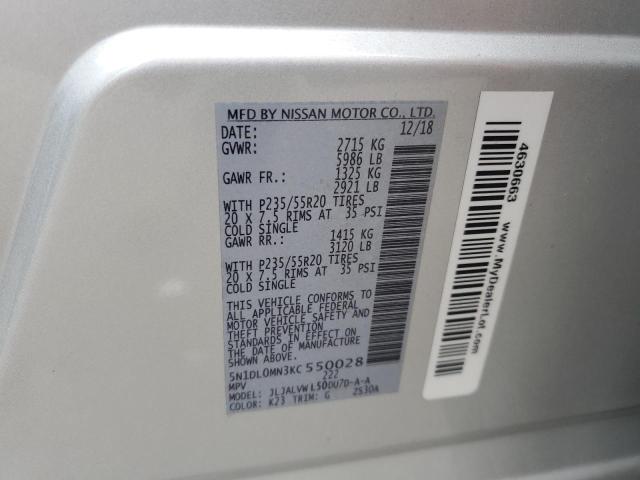 MFD BY NISSAN MOTOR CO., LTD.
DATE: 12/18
GVWR: 2715 KG
5986 LB
GAWR FR.: 1325 KG
2921 LB
WITH P235/55R20 TIRES
20 X 7.5 RIMS AT 35 PSI
COLD SINGLE
GAWR RR.: 1415 KG
3120 LB
WITH P235/55R20 TIRES
20 X 7.5 RIMS AT 35 PSI
COLD SINGLE
THIS VEHICLE CONFORMS TO
ALL APPLICABLE FEDERAL
MOTOR VEHICLE SAFETY AND
THEFT PREVENTION
STANDARDS IN EFFECT ON
THE DATE OF MANUFACTURE
SHOWN ABOVE.
5N1DL0MN3KC550028
MPV 222
MODEL: JLJALVWL50UU7D-A-A
COLOR: K23 TRIM: G 2S30A
4630663
www.MyDealerLot.com